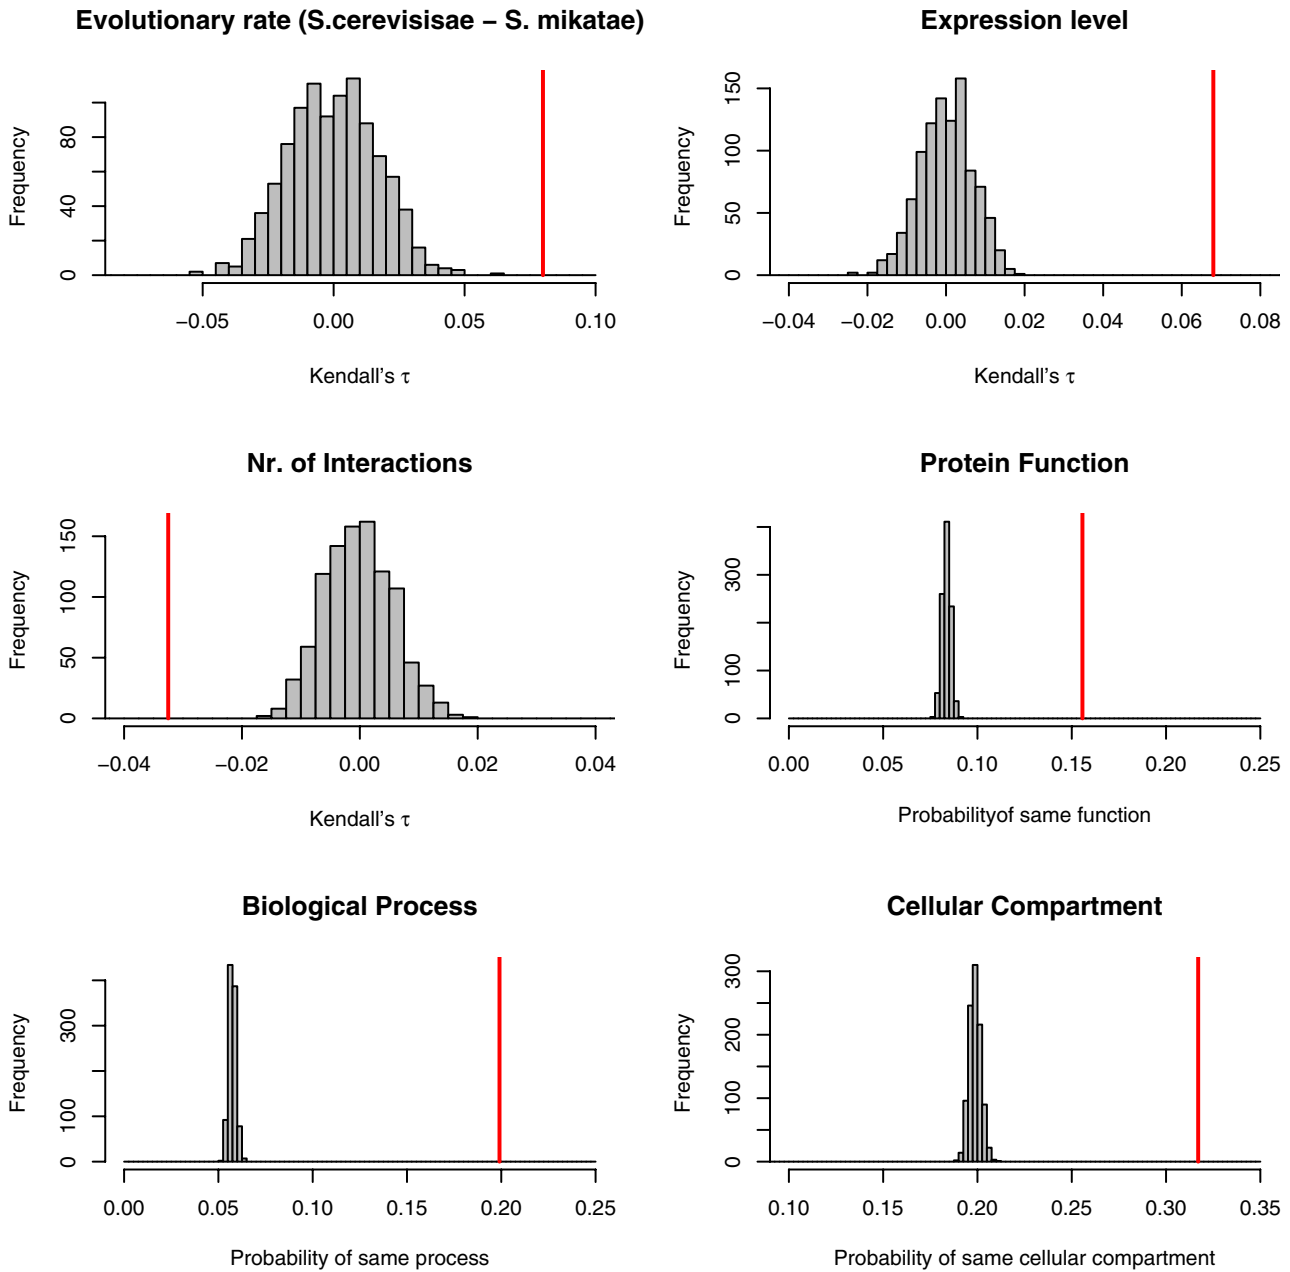 Evolutionary rate (S.cerevisisae – S. mikatae)
Frequency
0 40 80
−0.05 0.00 0.05 0.10
Kendall's τ
Expression level
Frequency
0 50 100 150
−0.04 −0.02 0.00 0.02 0.04 0.06 0.08
Kendall's τ
Nr. of Interactions
Frequency
0 50 100 150
−0.04 −0.02 0.00 0.02 0.04
Kendall's τ
Protein Function
Frequency
0 100 300
0.00 0.05 0.10 0.15 0.20 0.25
Probabilityof same function
Biological Process
Frequency
0 100 300
0.00 0.05 0.10 0.15 0.20 0.25
Probability of same process
Cellular Compartment
Frequency
0 100 200 300
0.10 0.15 0.20 0.25 0.30 0.35
Probability of same cellular compartment